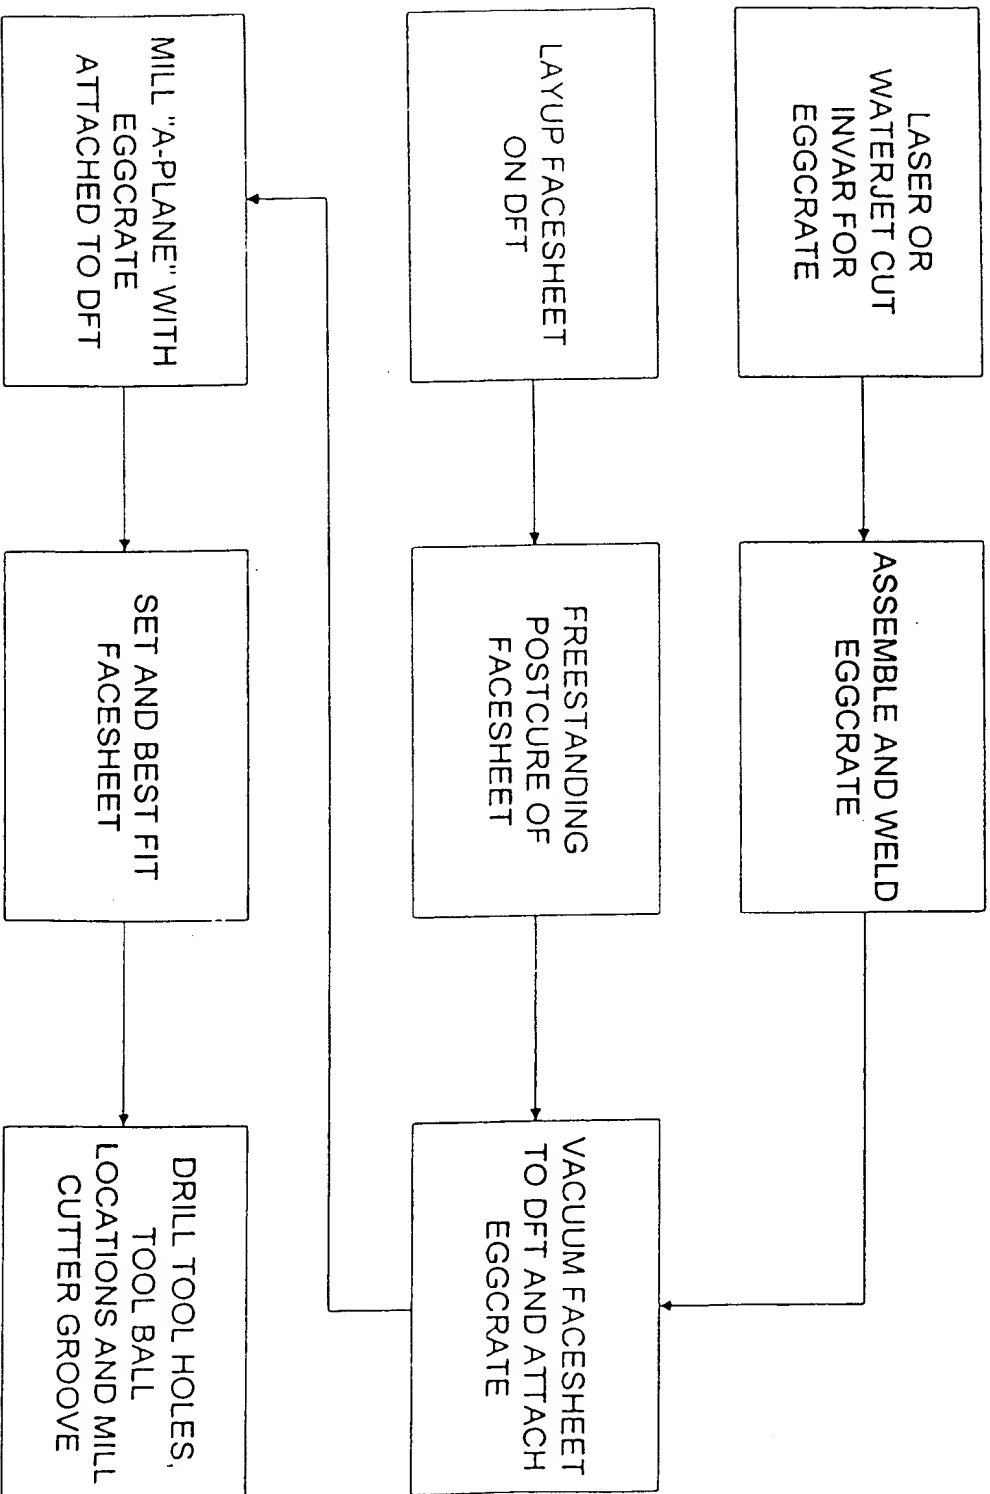 LASER OR
WATERJET CUT
INVAR FOR
EGGCRATE
ASSEMBLE AND WELD
EGGCRATE
LAYUP FACESHEET
ON DFT
FREESTANDING
POSTCURE OF
FACESHEET
VACUUM FACESHEET
TO DFT AND ATTACH
EGGCRATE
MILL "A-PLANE" WITH
EGGCRATE
ATTACHED TO DFT
SET AND BEST FIT
FACESHEET
DRILL TOOL HOLES,
TOOL BALL
LOCATIONS AND MILL
CUTTER GROOVE